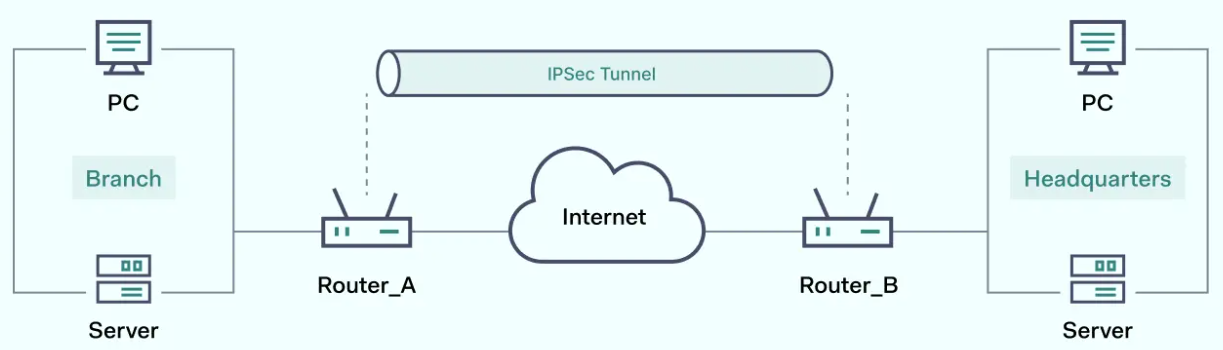 PC
IPSec Tunnel
PC
Branch
Headquarters
Internet
Router_A
Router_B
Server
Server